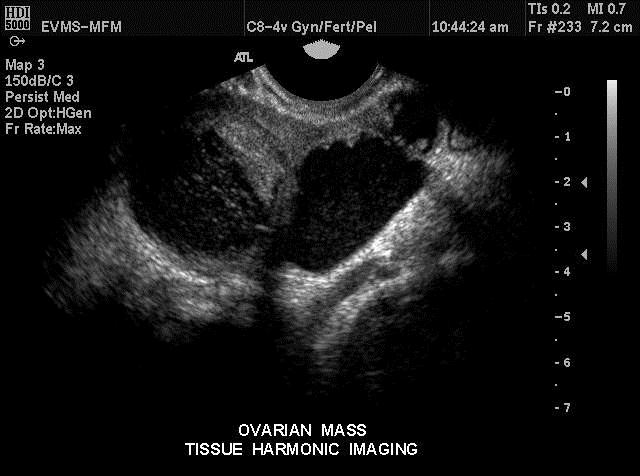 HDI 5000 EVMS-MFM C8-4v Gyn/Fert/Pel 10:44:24 am TIs 0.2 MI 0.7
Fr #233 7.2 cm
Map 3
150dB/C 3
Persist Med
2D Opt:HGen
Fr Rate:Max
ATL
-0
-1
-2
-3
-4
-5
-6
-7
OVARIAN MASS
TISSUE HARMONIC IMAGING